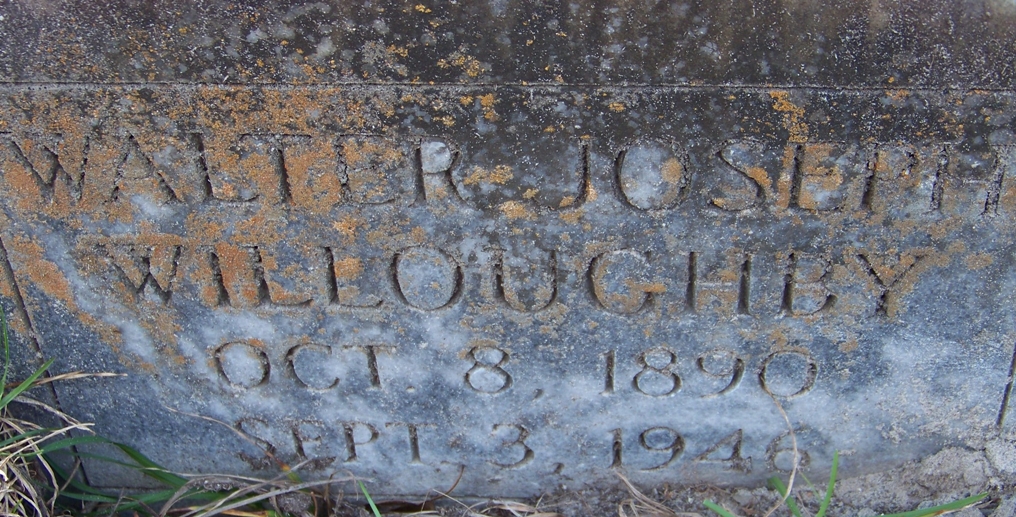 WALTER JOSEPH
WILLOUGHBY
OCT. 8, 1890
SEPT. 3, 1946